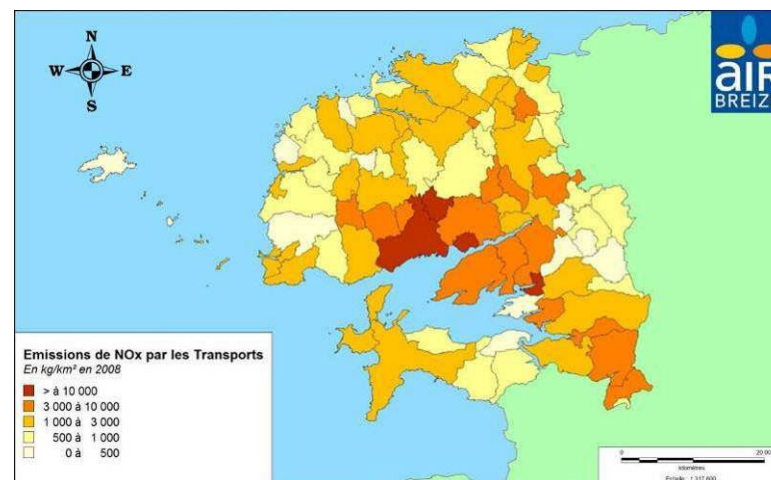 N
W E
S
aiR
BREIZ
Emissions de NOx par les Transports
En kg/km² en 2008
> à 10 000
3 000 à 10 000
1 000 à 3 000
500 à 1 000
0 à 500
0 20.00
kilomètres